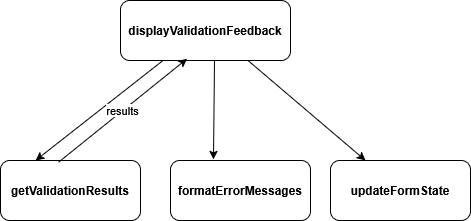 displayValidationFeedback
results
getValidationResults
formatErrorMessages
updateFormState